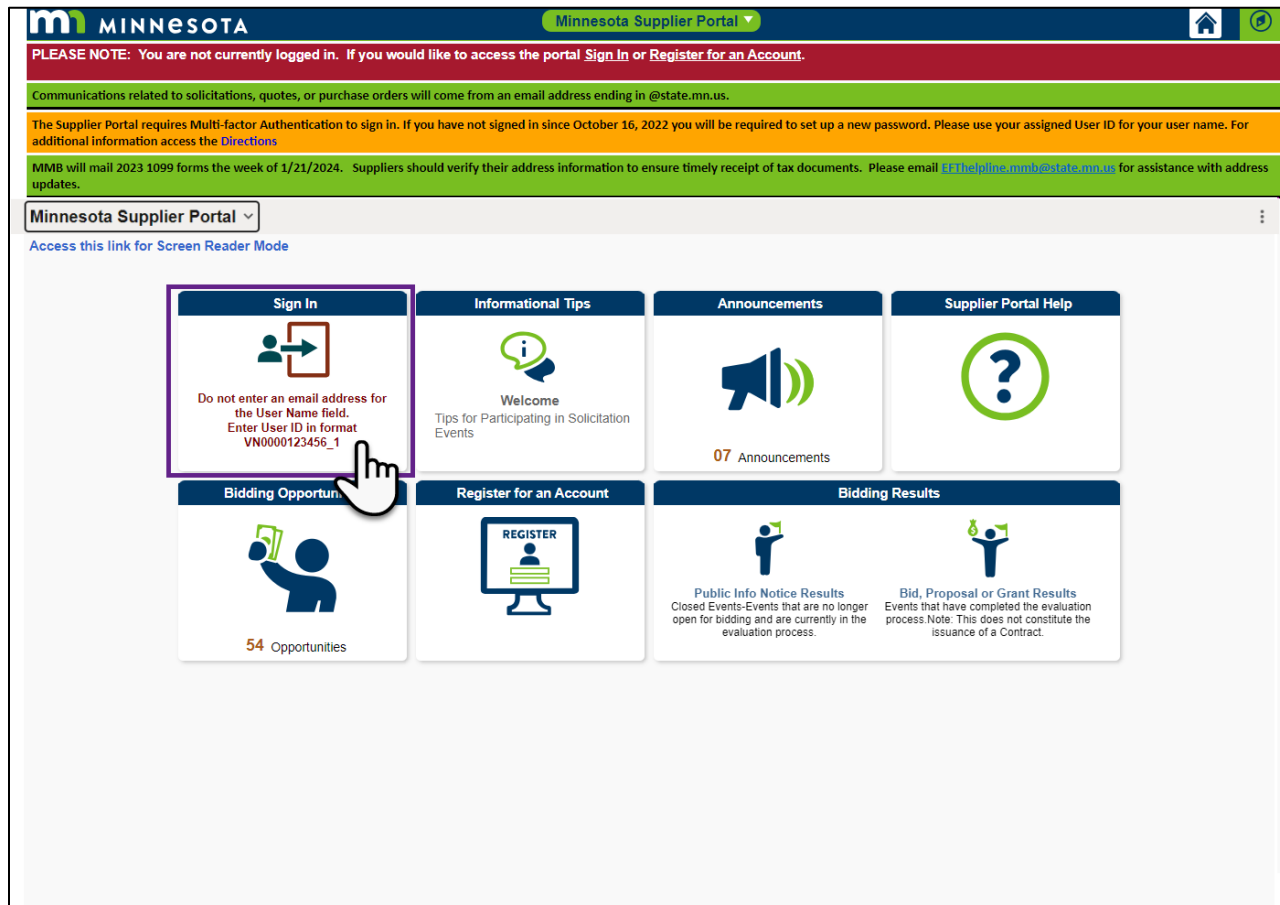 mn MINNESOTA
Minnesota Supplier Portal
PLEASE NOTE: You are not currently logged in. If you would like to access the portal Sign In or Register for an Account.
Communications related to solicitations, quotes, or purchase orders will come from an email address ending in @state.mn.us.
The Supplier Portal requires Multi-factor Authentication to sign in. If you have not signed in since October 16, 2022 you will be required to set up a new password. Please use your assigned User ID for your user name. For
additional information access the Directions
MMB will mail 2023 1099 forms the week of 1/21/2024. Suppliers should verify their address information to ensure timely receipt of tax documents. Please email EFThelpline.mmb@state.mn.us for assistance with address
updates.
Minnesota Supplier Portal
Access this link for Screen Reader Mode
Sign In
Do not enter an email address for
the User Name field.
Enter User ID in format
VN0000123456_1
Informational Tips
Welcome
Tips for Participating in Solicitation
Events
Announcements
07 Announcements
Supplier Portal Help
?
Bidding Opportun
54 Opportunities
Register for an Account
REGISTER
Bidding Results
Public Info Notice Results
Closed Events-Events that are no longer
open for bidding and are currently in the
evaluation process.
Bid, Proposal or Grant Results
Events that have completed the evaluation
process.Note: This does not constitute the
issuance of a Contract.